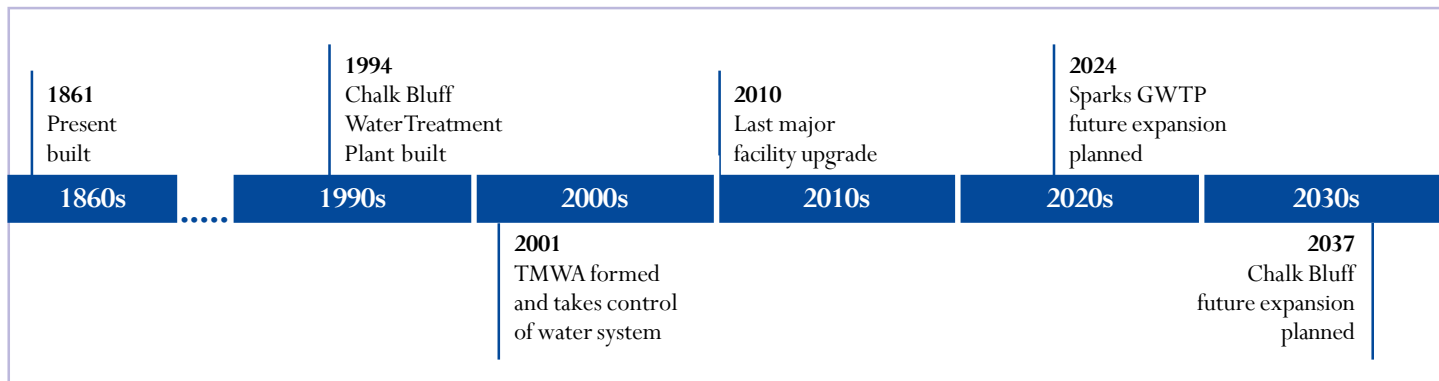 1861
Present
built
1994
Chalk Bluff
Water Treatment
Plant built
2010
Last major
facility upgrade
2024
Sparks GWTP
future expansion
planned
1860s
1990s
2000s
2010s
2020s
2030s
2001
TMWA formed
and takes control
of water system
2037
Chalk Bluff
future expansion
planned